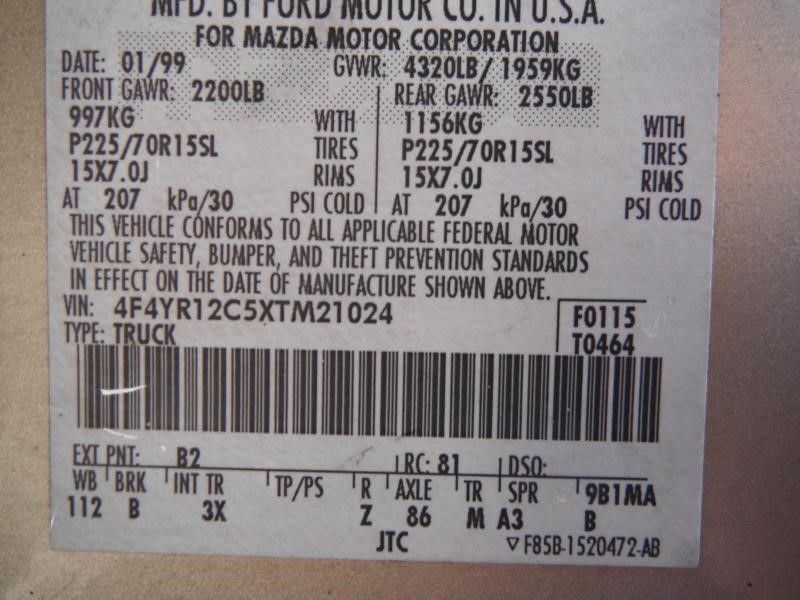 MFD. BY FORD MOTOR CO. IN U.S.A.
FOR MAZDA MOTOR CORPORATION
DATE: 01/99 GVWR: 4320LB/ 1959KG
FRONT GAWR: 2200LB REAR GAWR: 2550LB
997KG WITH 1156KG WITH
P225/70R15SL TIRES P225/70R15SL TIRES
15X7.0J RIMS 15X7.0J RIMS
AT 207 kPa/30 PSI COLD AT 207 kPa/30 PSI COLD
THIS VEHICLE CONFORMS TO ALL APPLICABLE FEDERAL MOTOR
VEHICLE SAFETY, BUMPER, AND THEFT PREVENTION STANDARDS
IN EFFECT ON THE DATE OF MANUFACTURE SHOWN ABOVE.
VIN: 4F4YR12C5XTM21024 F0115
TYPE: TRUCK T0464
EXT PNT: B2 RC: 81 DSO:
WB BRK INT TR TP/PS R AXLE TR SPR 9B1MA
112 B 3X Z 86 M A3 B
JTC ▽ F85B-1520472-AB